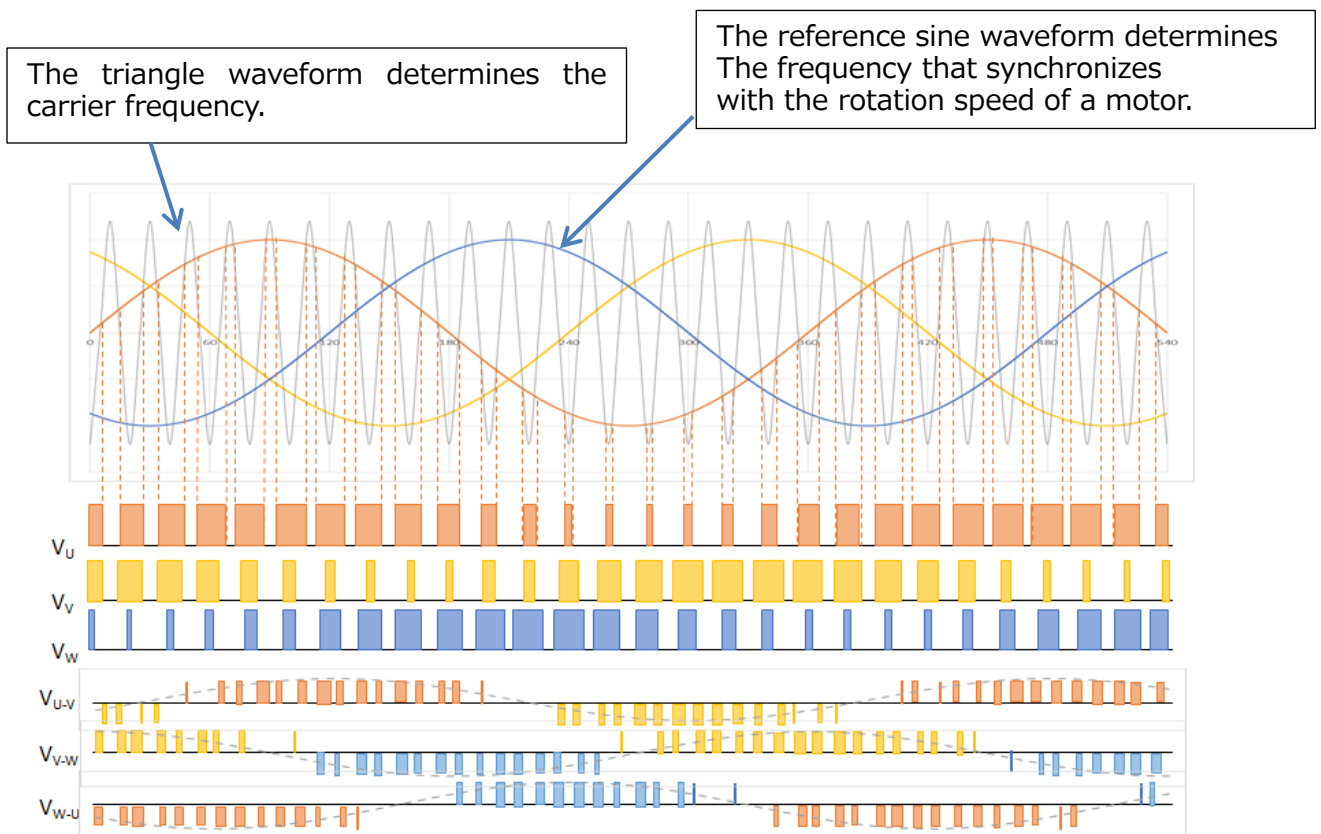 The triangle waveform determines the
carrier frequency.
The reference sine waveform determines
The frequency that synchronizes
with the rotation speed of a motor.
0 60 120 180 240 300 360 420 480 540
VU
VV
VW
VU-V
VV-W
VW-U